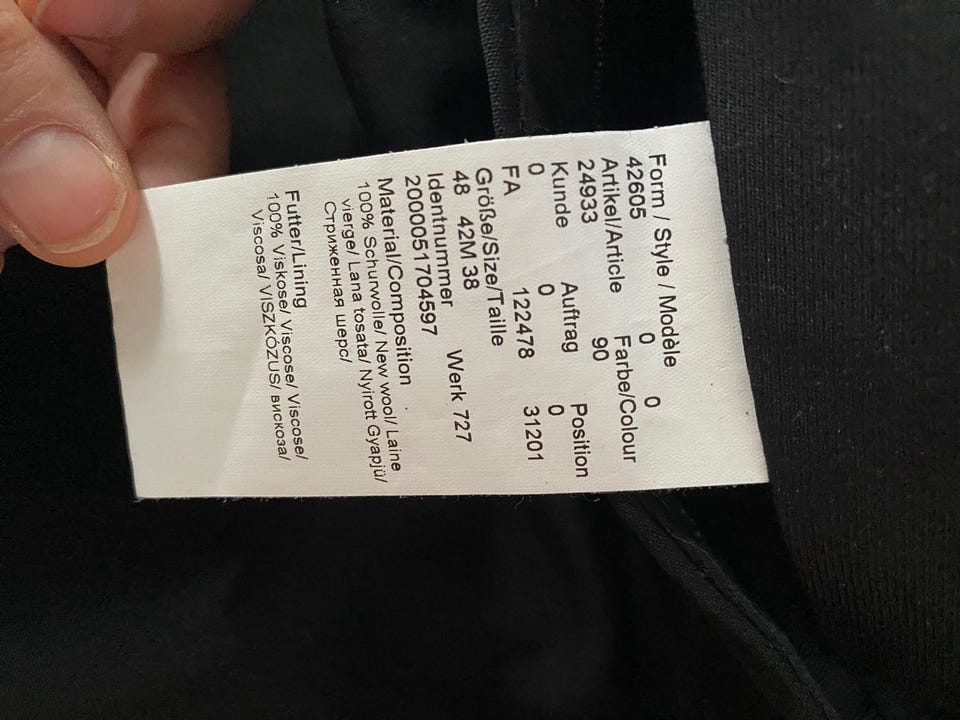 Form / Style / Modèle
42605 0 0
Artikel/Article Farbe/Colour
24933 90
Kunde Auftrag Position
0 0 0
FA 122478 31201
Größe/Size/Taille
48 42M 38
Identnummer Werk 727
2000051704597
Material/Composition
100% Schurwolle/ New wool/ Laine
vierge/ Lana tosata/ Nyírott Gyapjú/
Стриженная шерс/
Futter/Lining
100% Viskose/ Viscose/ Viscose/
Viscosa/ VISZKÓZUS/ вискоза/